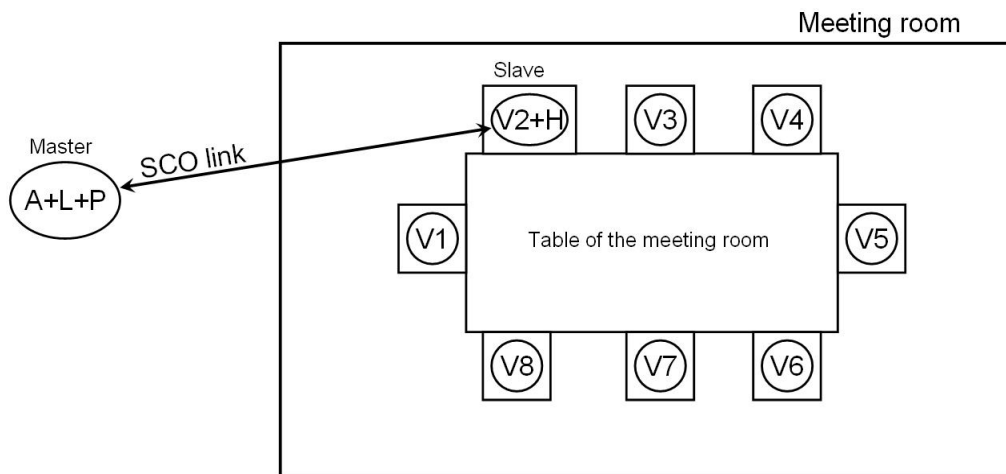 Meeting room
Slave
V2+H
V3
V4
Master
SCO link
A+L+P
V1
Table of the meeting room
V5
V8
V7
V6